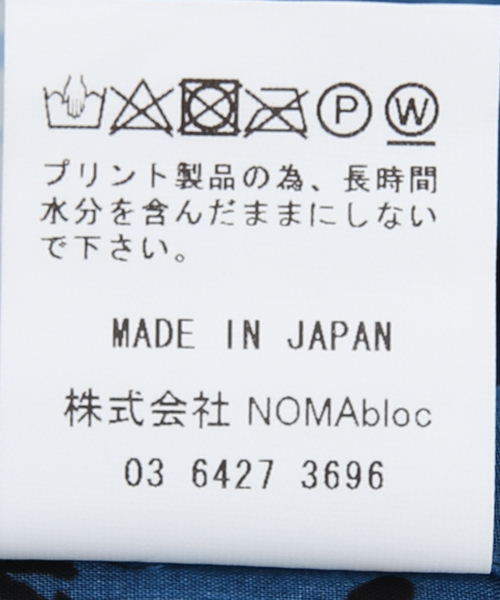 P W
プリント製品の為、長時間
水分を含んだままにしない
で下さい。
MADE IN JAPAN
株式会社 NOMAbloc
03 6427 3696